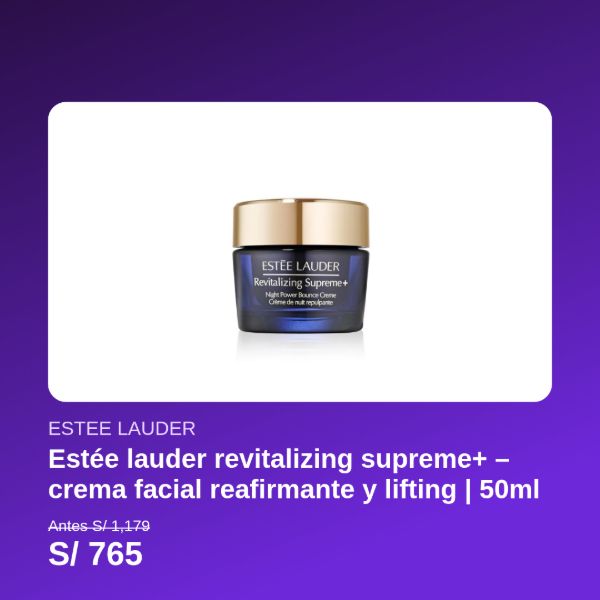 ESTĒE LAUDER
Revitalizing Supreme+
Night Power Bounce Creme
Crème de nuit repulpante
ESTEE LAUDER
Estée lauder revitalizing supreme+ –
crema facial reafirmante y lifting | 50ml
Antes S/ 1,179
S/ 765